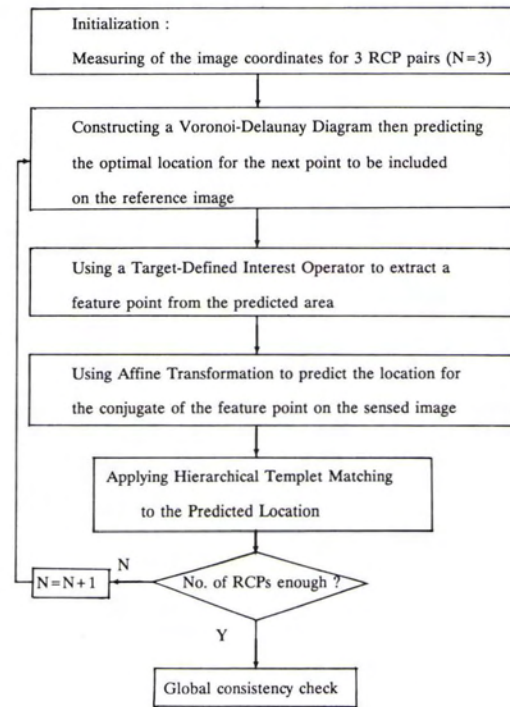 Initialization :
Measuring of the image coordinates for 3 RCP pairs (N=3)
Constructing a Voronoi-Delaunay Diagram then predicting
the optimal location for the next point to be included
on the reference image
Using a Target-Defined Interest Operator to extract a
feature point from the predicted area
Using Affine Transformation to predict the location for
the conjugate of the feature point on the sensed image
Applying Hierarchical Templet Matching
to the Predicted Location
N
N=N+1
No. of RCPs enough ?
Y
Global consistency check